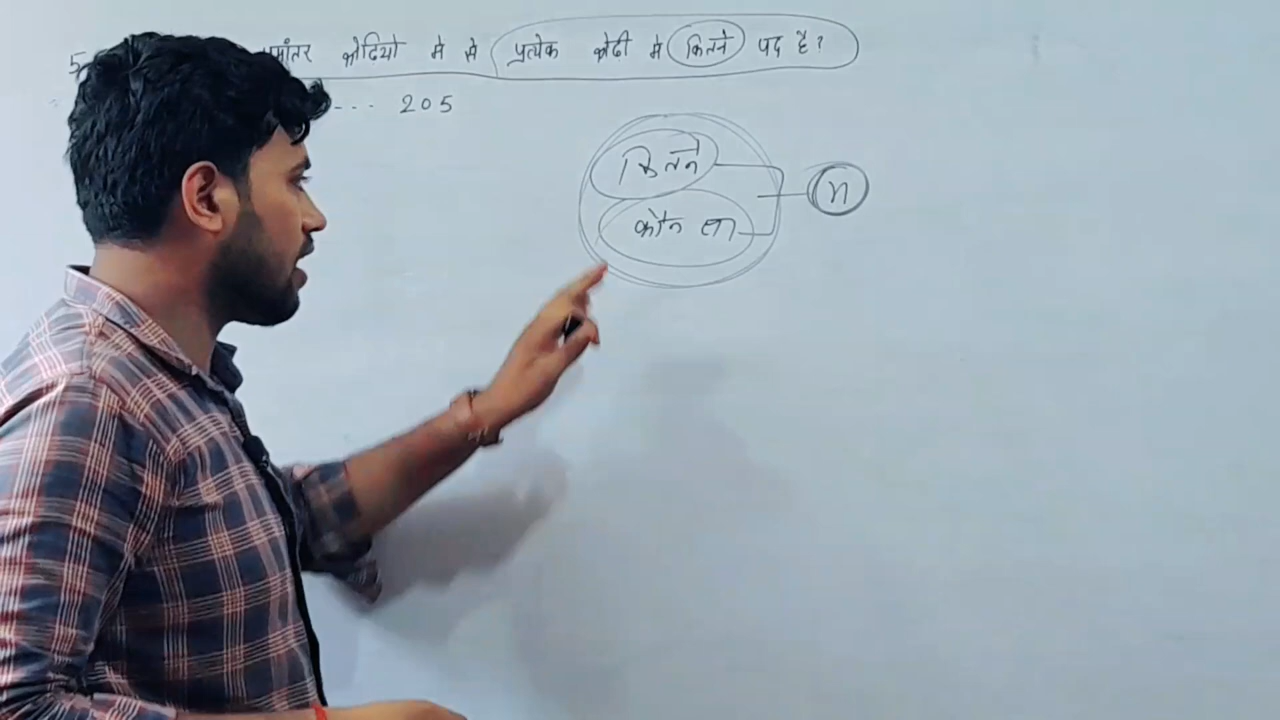 5 मांतर श्रेढियो मे से प्रत्येक श्रेढी मे कितने पद है?
--- 205
कितने
कौन सा
n